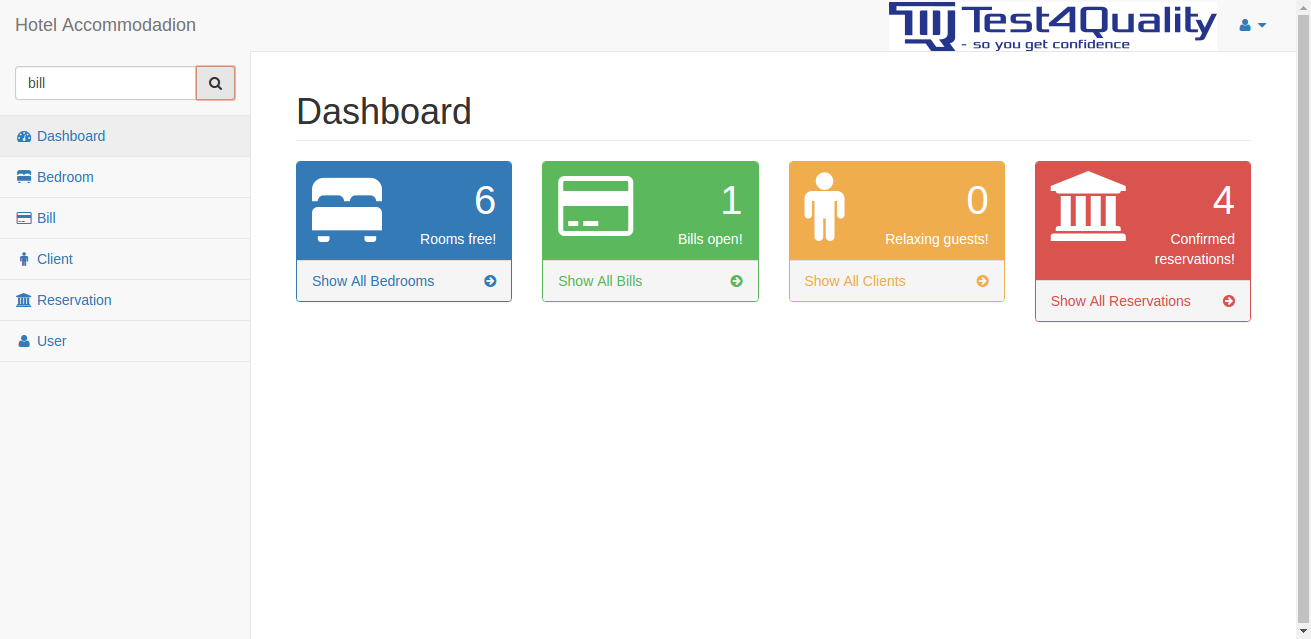 Hotel Accommodadion
Test4Quality
- so you get confidence
bill
Dashboard
Bedroom
Bill
Client
Reservation
User
Dashboard
6
Rooms free!
Show All Bedrooms
1
Bills open!
Show All Bills
0
Relaxing guests!
Show All Clients
4
Confirmed
reservations!
Show All Reservations